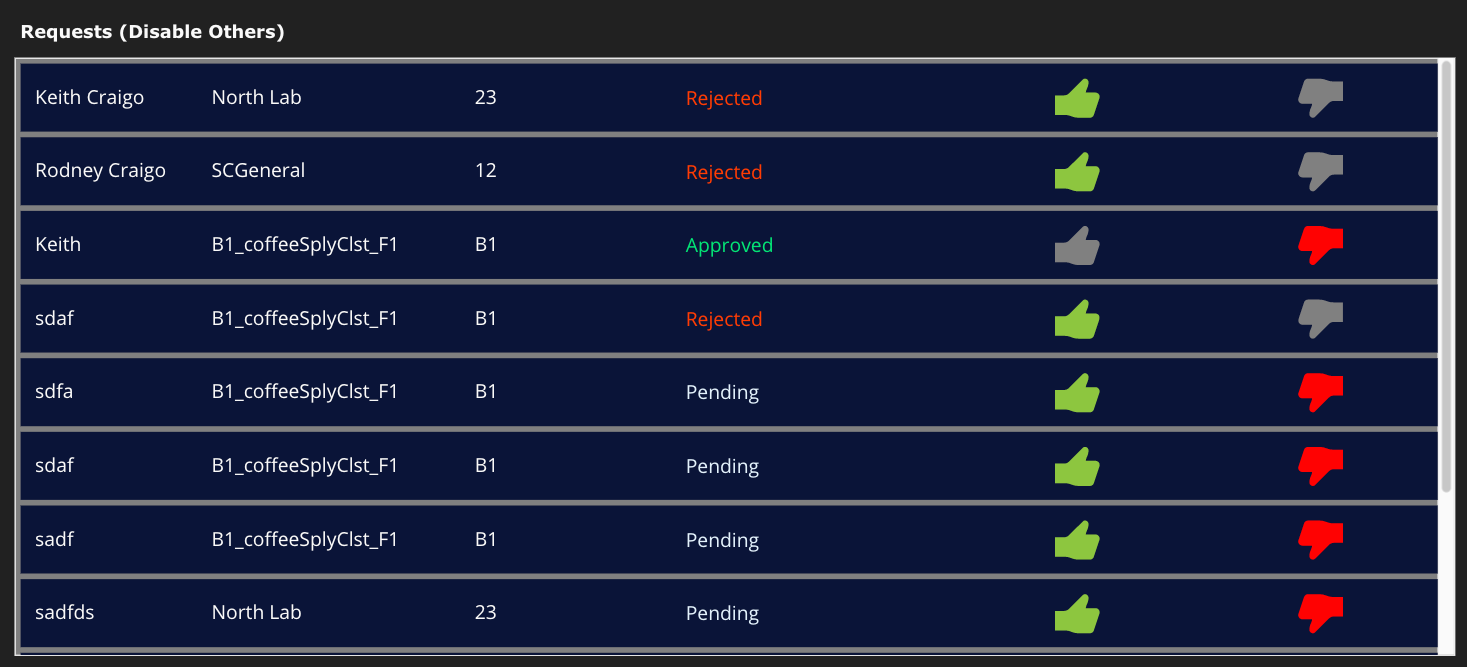 Requests (Disable Others)
Keith Craigo North Lab 23 Rejected
Rodney Craigo SCGeneral 12 Rejected
Keith B1_coffeeSplyClst_F1 B1 Approved
sdaf B1_coffeeSplyClst_F1 B1 Rejected
sdfa B1_coffeeSplyClst_F1 B1 Pending
sdaf B1_coffeeSplyClst_F1 B1 Pending
sadf B1_coffeeSplyClst_F1 B1 Pending
sadfds North Lab 23 Pending